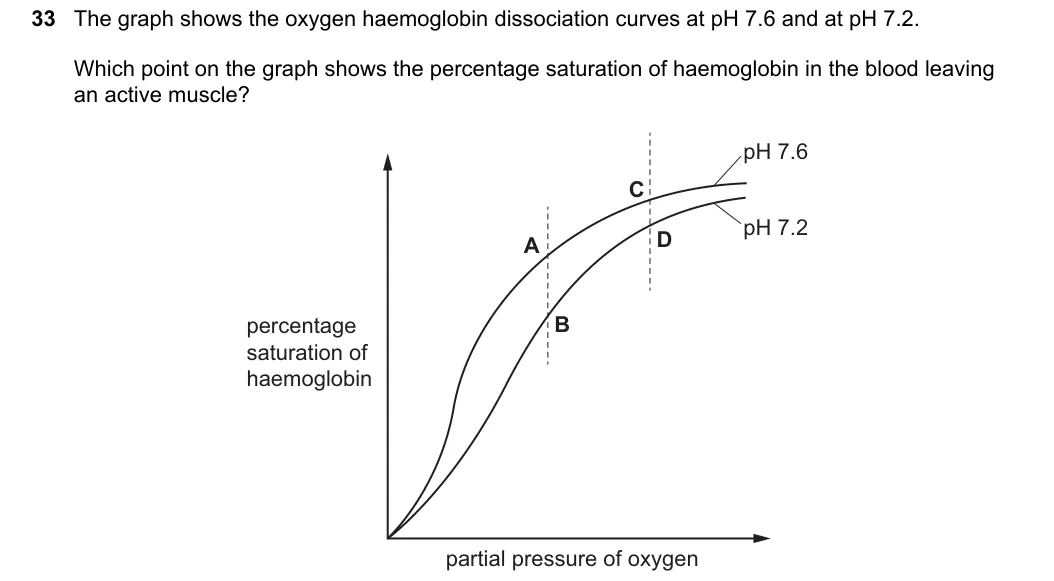 33 The graph shows the oxygen haemoglobin dissociation curves at pH 7.6 and at pH 7.2.
Which point on the graph shows the percentage saturation of haemoglobin in the blood leaving
an active muscle?
pH 7.6
C
pH 7.2
D
A
B
percentage
saturation of
haemoglobin
partial pressure of oxygen